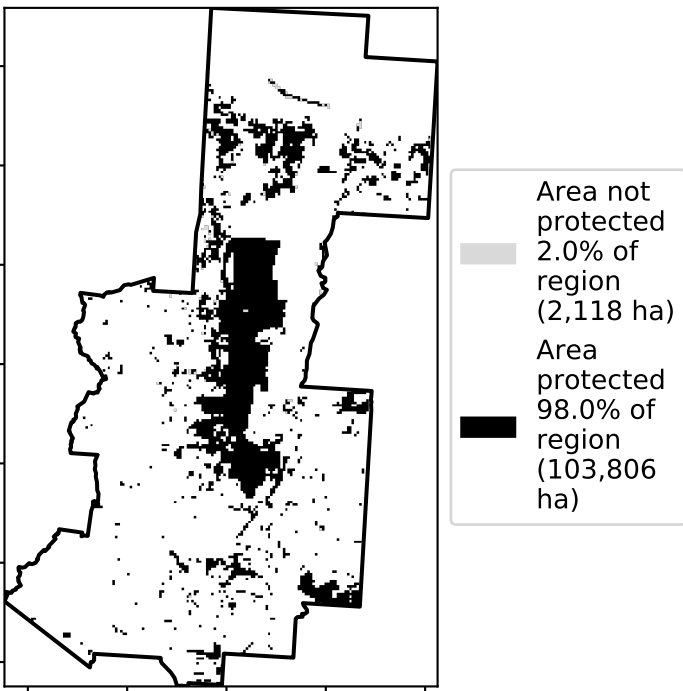 Area not
protected
2.0% of
region
(2,118 ha)
Area
protected
98.0% of
region
(103,806
ha)